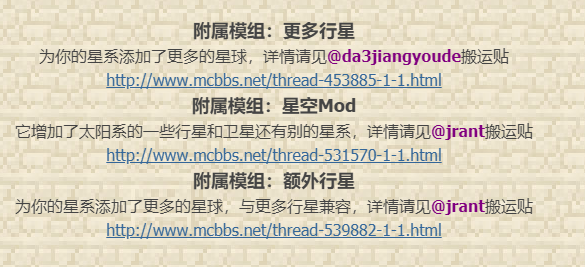 附属模组：更多行星
为你的星系添加了更多的星球，详情请见@da3jiangyoude搬运贴
http://www.mcbbs.net/thread-453885-1-1.html
附属模组：星空Mod
它增加了太阳系的一些行星和卫星还有别的星系，详情请见@jrant搬运贴
http://www.mcbbs.net/thread-531570-1-1.html
附属模组：额外行星
为你的星系添加了更多的星球，与更多行星兼容，详情请见@jrant搬运贴
http://www.mcbbs.net/thread-539882-1-1.html